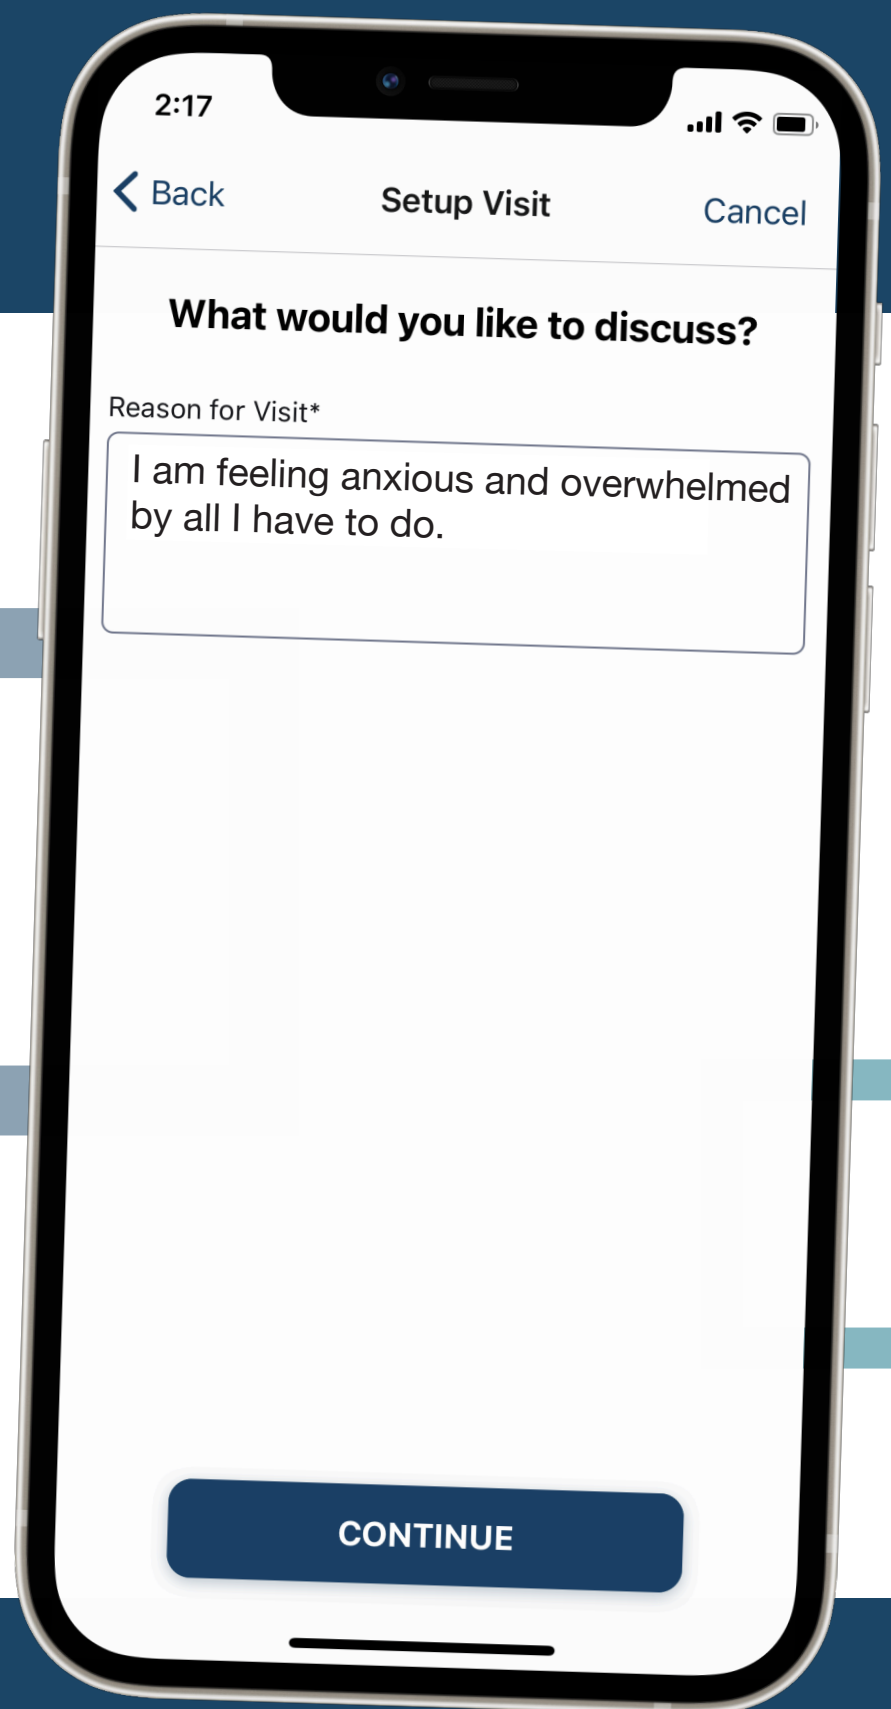 2:17
Back
Setup Visit
Cancel
What would you like to discuss?
Reason for Visit*
I am feeling anxious and overwhelmed
by all I have to do.
CONTINUE